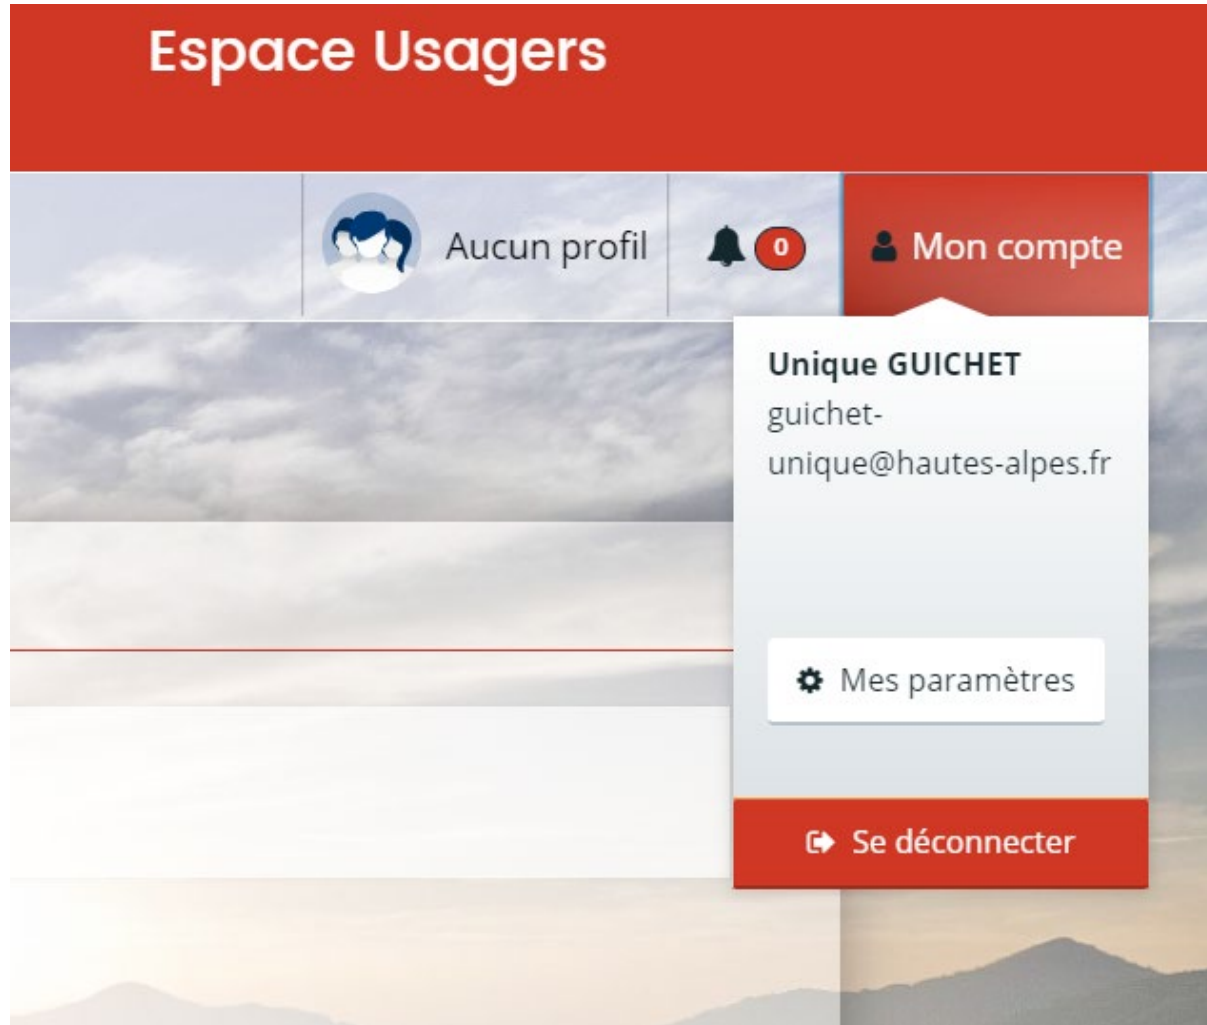 Espace Usagers
Aucun profil
0
Mon compte
Unique GUICHET
guichet-
unique@hautes-alpes.fr
Mes paramètres
Se déconnecter